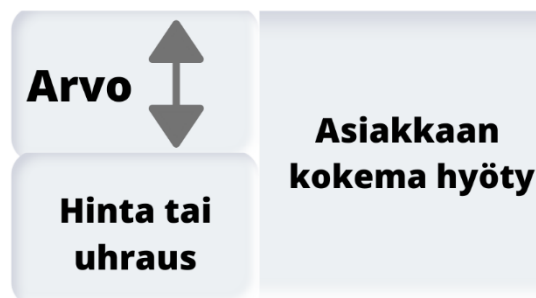 Arvo
Hinta tai
uhraus
Asiakkaan
kokema hyöty